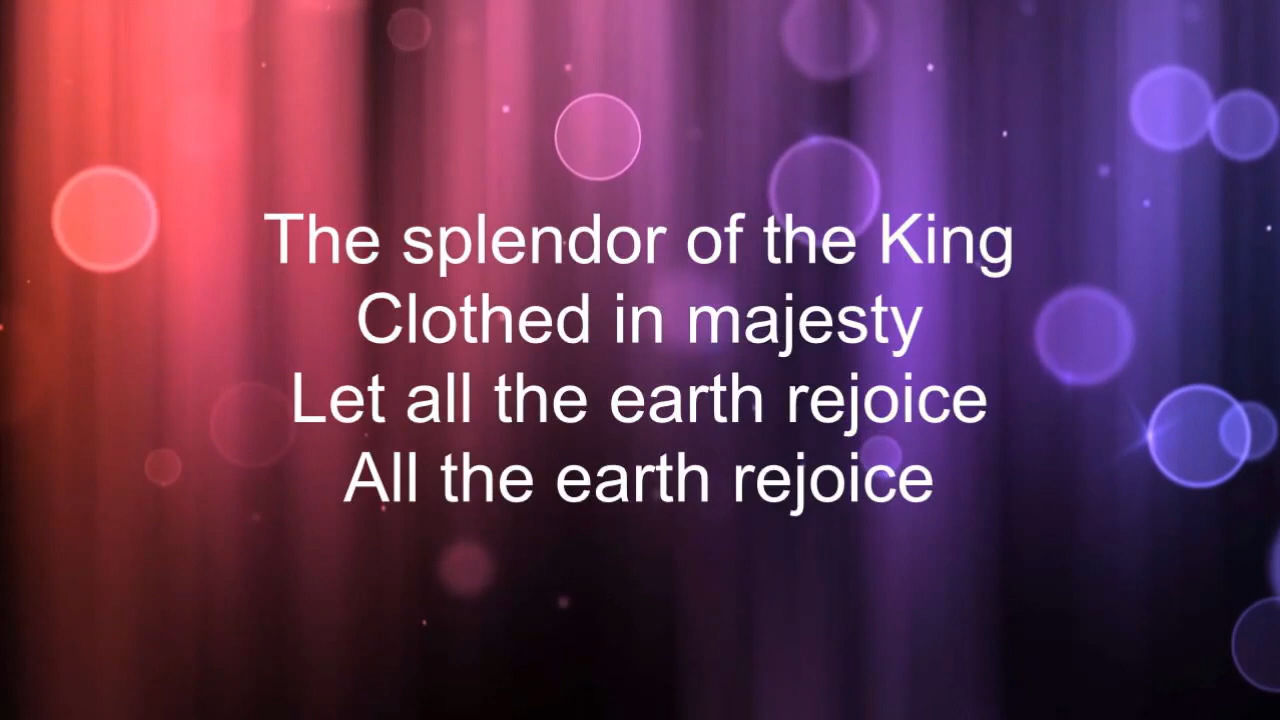 The splendor of the King
Clothed in majesty
Let all the earth rejoice
All the earth rejoice